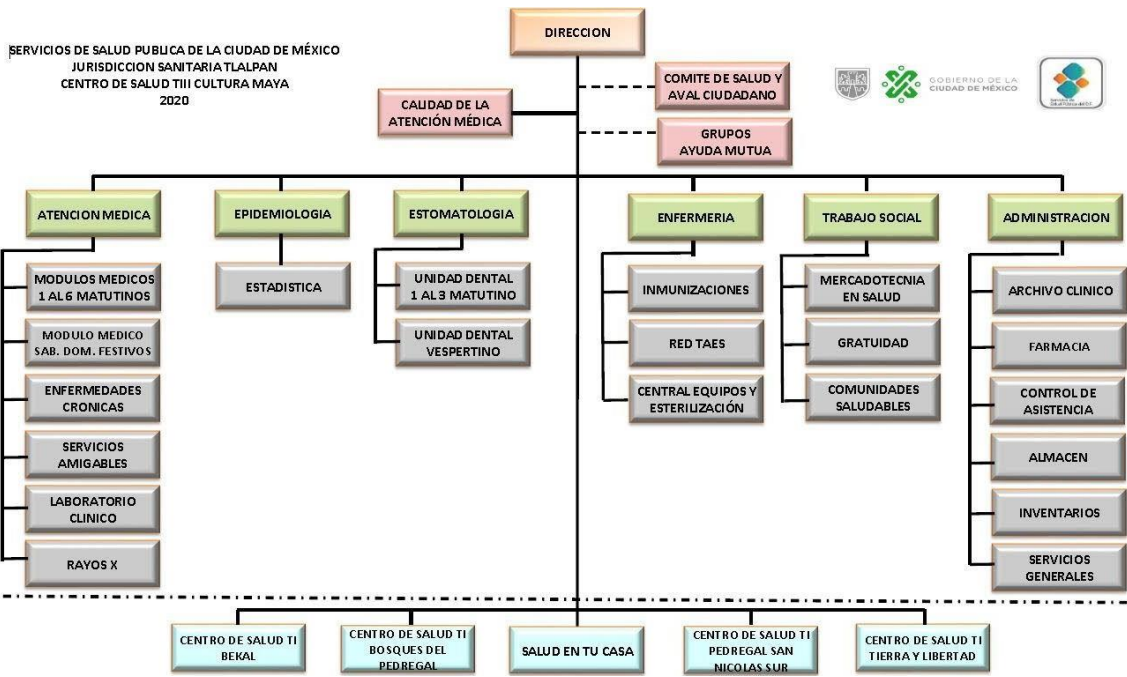 SERVICIOS DE SALUD PUBLICA DE LA CIUDAD DE MÉXICO
JURISDICCION SANITARIA TLALPAN
CENTRO DE SALUD TIII CULTURA MAYA
2020
DIRECCION
COMITE DE SALUD Y
AVAL CIUDADANO
CALIDAD DE LA
ATENCIÓN MÉDICA
GRUPOS
AYUDA MUTUA
GOBIERNO DE LA
CIUDAD DE MÉXICO
ATENCION MEDICA
MODULOS MEDICOS
1 AL 6 MATUTINOS
MODULO MEDICO
SAB. DOM. FESTIVOS
ENFERMEDADES
CRONICAS
SERVICIOS
AMIGABLES
LABORATORIO
CLINICO
RAYOS X
EPIDEMIOLOGIA
ESTADISTICA
ESTOMATOLOGIA
UNIDAD DENTAL
1 AL 3 MATUTINO
UNIDAD DENTAL
VESPERTINO
ENFERMERIA
INMUNIZACIONES
RED TAES
CENTRAL EQUIPOS Y
ESTERILIZACIÓN
TRABAJO SOCIAL
MERCADOTECNIA
EN SALUD
GRATUIDAD
COMUNIDADES
SALUDABLES
ADMINISTRACION
ARCHIVO CLINICO
FARMACIA
CONTROL DE
ASISTENCIA
ALMACEN
INVENTARIOS
SERVICIOS
GENERALES
CENTRO DE SALUD TI
BEKAL
CENTRO DE SALUD TI
BOSQUES DEL
PEDREGAL
SALUD EN TU CASA
CENTRO DE SALUD TI
PEDREGAL SAN
NICOLAS SUR
CENTRO DE SALUD TI
TIERRA Y LIBERTAD